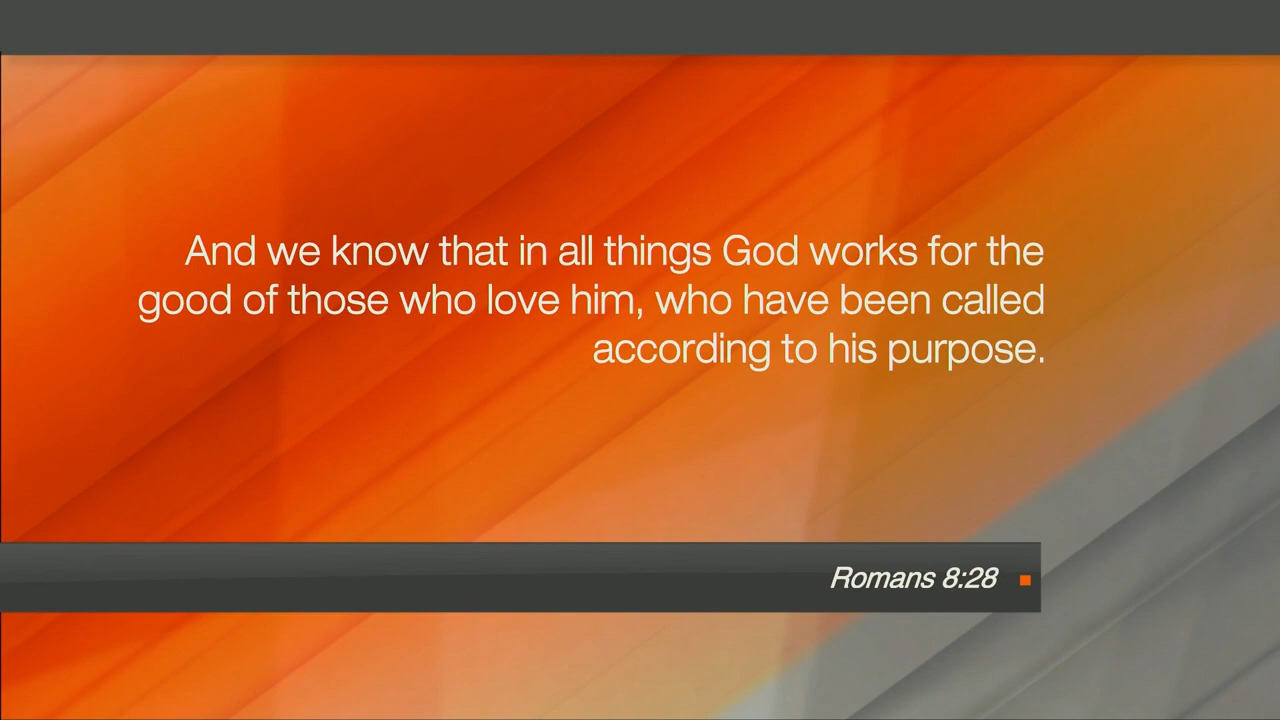 And we know that in all things God works for the
good of those who love him, who have been called
according to his purpose.
Romans 8:28